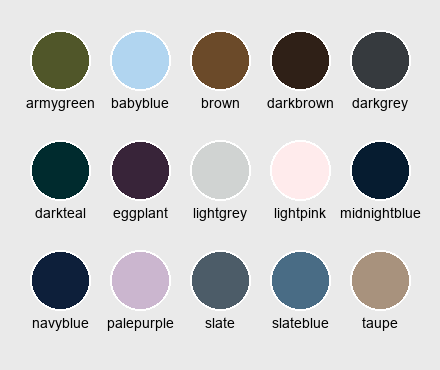 armygreen babyblue brown darkbrown darkgrey
darkteal eggplant lightgrey lightpink midnightblue
navyblue palepurple slate slateblue taupe